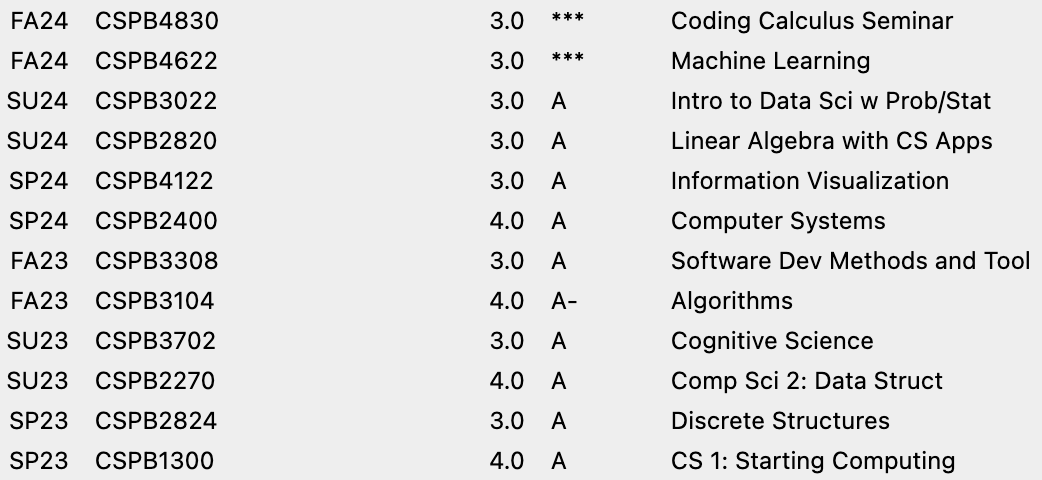 FA24 CSPB4830 3.0 *** Coding Calculus Seminar
FA24 CSPB4622 3.0 *** Machine Learning
SU24 CSPB3022 3.0 A Intro to Data Sci w Prob/Stat
SU24 CSPB2820 3.0 A Linear Algebra with CS Apps
SP24 CSPB4122 3.0 A Information Visualization
SP24 CSPB2400 4.0 A Computer Systems
FA23 CSPB3308 3.0 A Software Dev Methods and Tool
FA23 CSPB3104 4.0 A- Algorithms
SU23 CSPB3702 3.0 A Cognitive Science
SU23 CSPB2270 4.0 A Comp Sci 2: Data Struct
SP23 CSPB2824 3.0 A Discrete Structures
SP23 CSPB1300 4.0 A CS 1: Starting Computing